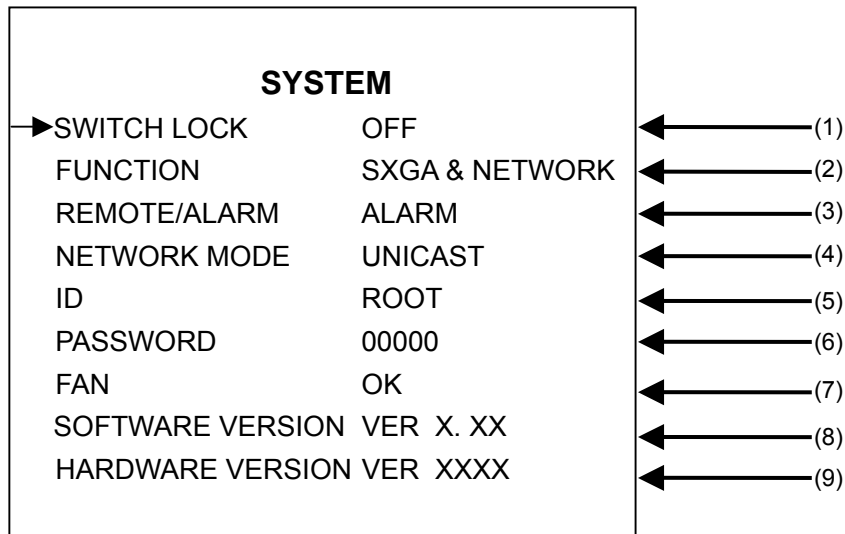 SYSTEM
SWITCH LOCK OFF (1)
FUNCTION SXGA & NETWORK (2)
REMOTE/ALARM ALARM (3)
NETWORK MODE UNICAST (4)
ID ROOT (5)
PASSWORD 00000 (6)
FAN OK (7)
SOFTWARE VERSION VER X. XX (8)
HARDWARE VERSION VER XXXX (9)